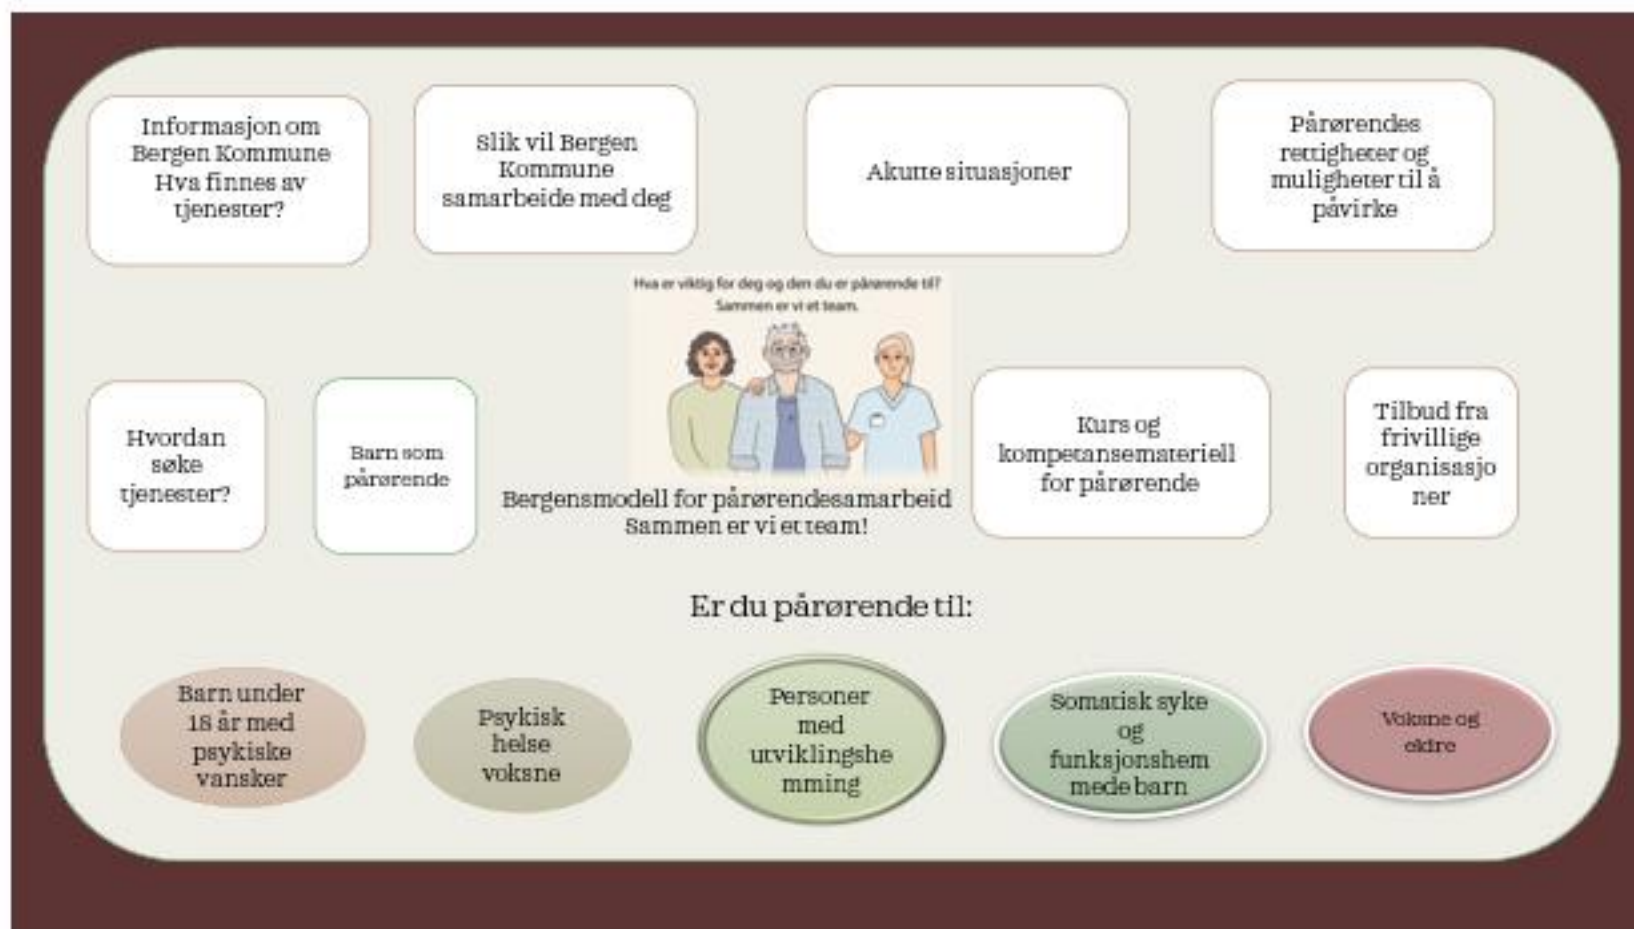 Informasjon om
Bergen Kommune
Hva finnes av
tjenester?
Slik vil Bergen
Kommune
samarbeide med deg
Akutte situasjoner
Pårørendes
rettigheter og
muligheter til å
påvirke
Hva er viktig for deg og den du er pårørende til?
Sammen er vi et team.
Hvordan
søke
tjenester?
Barn som
pårørende
Bergensmodell for pårørendesamarbeid
Sammen er vi et team!
Kurs og
kompetansemateriell
for pårørende
Tilbud fra
frivillige
organisasjo
ner
Er du pårørende til:
Barn under
18 år med
psykiske
vansker
Psykisk
helse
voksne
Personer
med
utviklingshe
mming
Somatisk syke
og
funksjonshem
mede barn
Voksne og
eldre